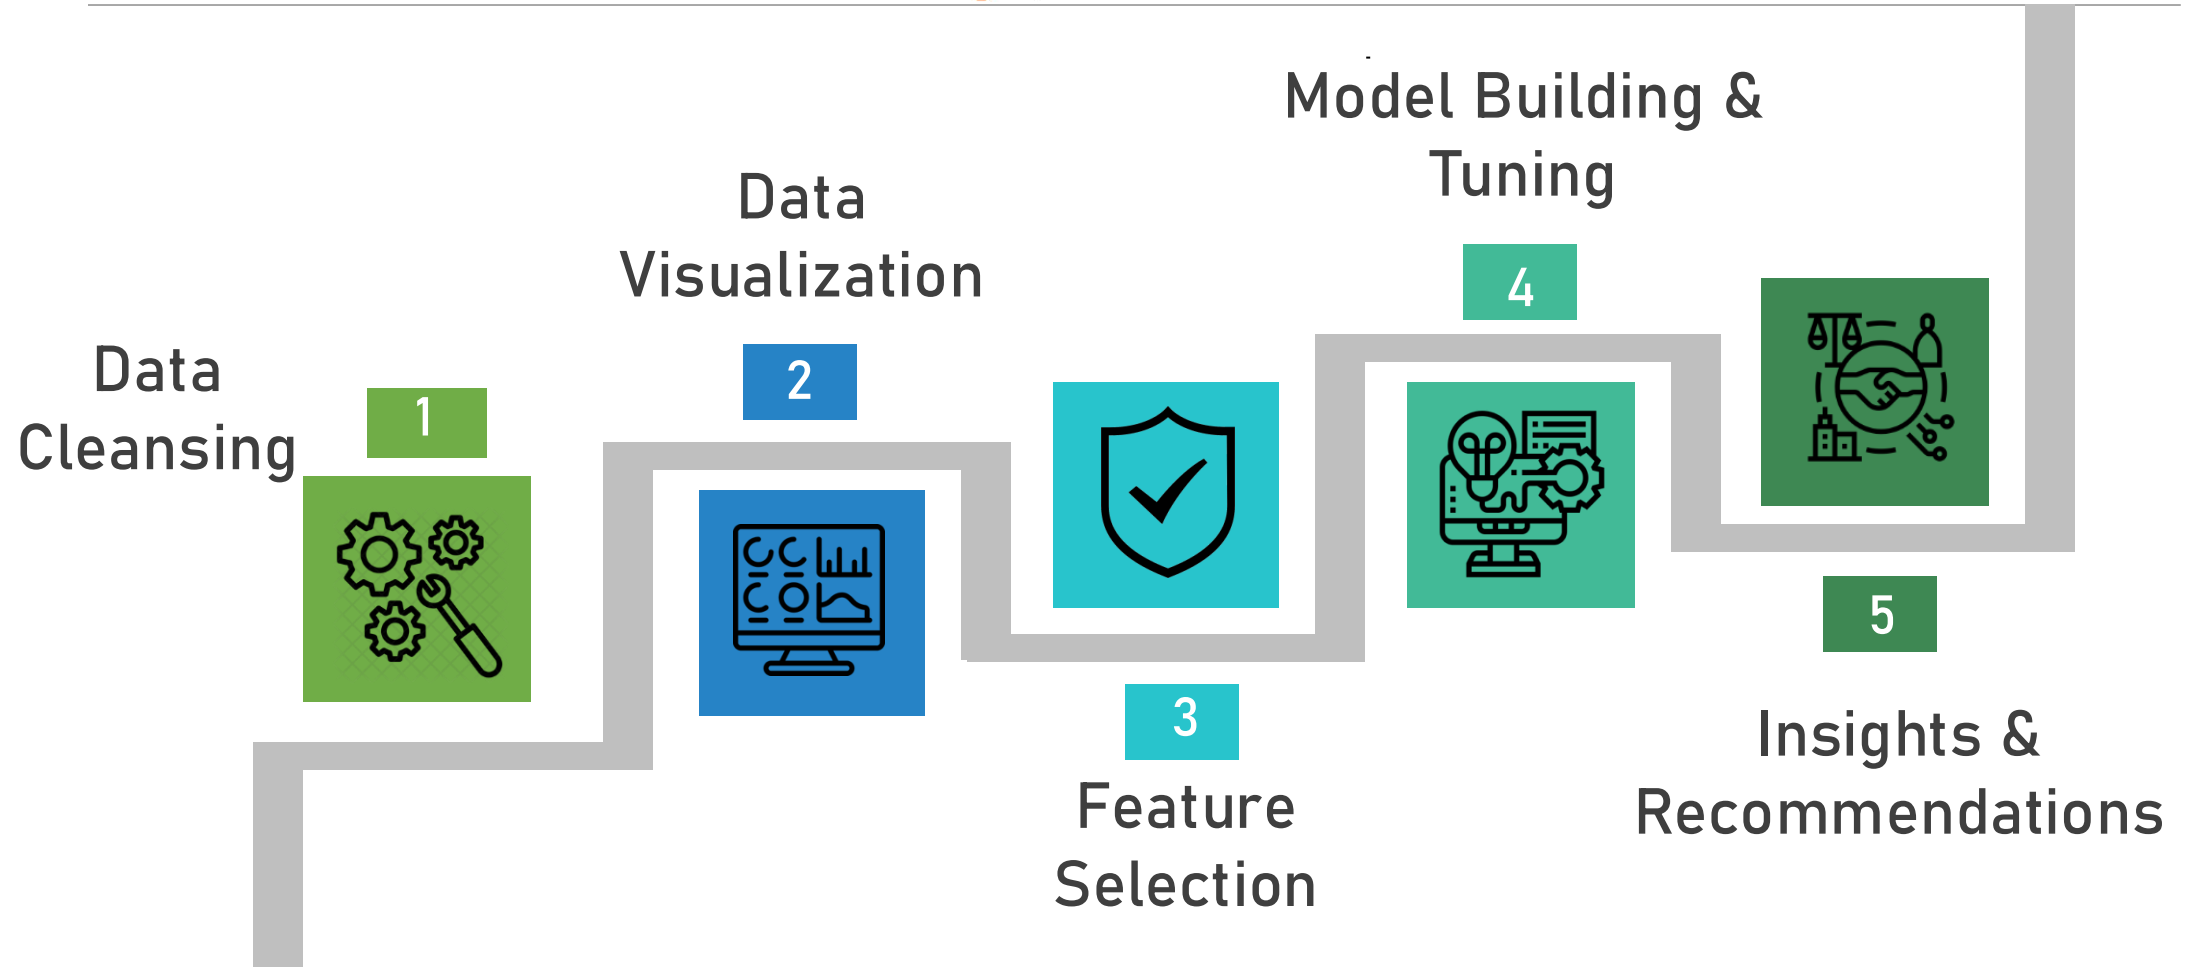 Data
Cleansing
1
Data
Visualization
2
3
Feature
Selection
Model Building &
Tuning
4
5
Insights &
Recommendations